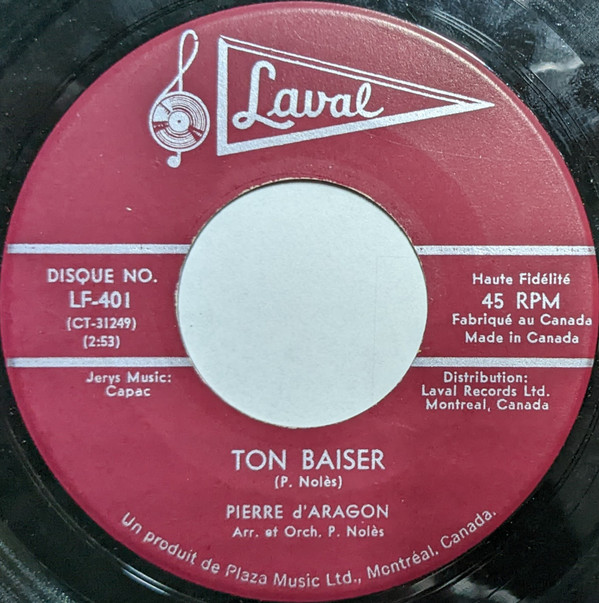 Laval
DISQUE NO.
LF-401
(CT-31249)
(2:53)
Haute Fidélité
45 RPM
Fabriqué au Canada
Made in Canada
Jerys Music:
Capac
Distribution:
Laval Records Ltd.
Montreal, Canada
TON BAISER
(P. Nolès)
PIERRE d'ARAGON
Arr. et Orch. P. Nolès
Un produit de Plaza Music Ltd., Montréal, Canada.